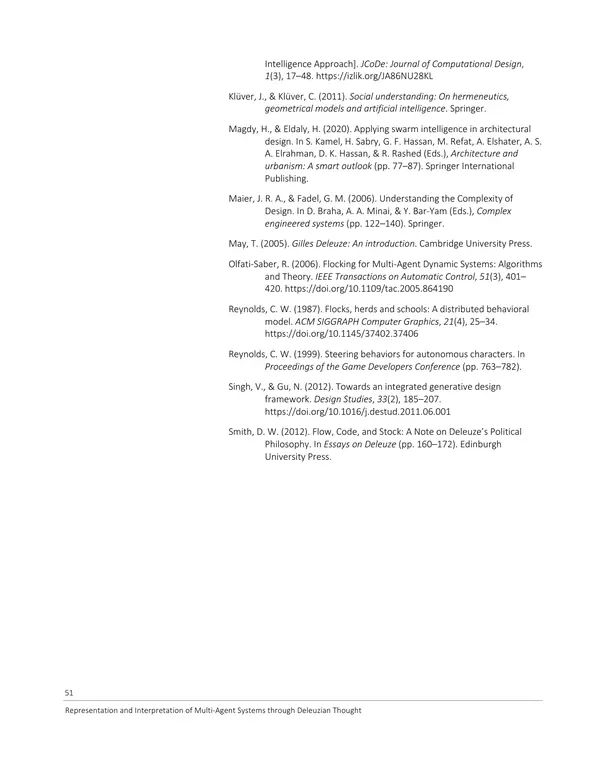 Intelligence Approach]. JCoDe: Journal of Computational Design,
1(3), 17–48. https://izlik.org/JA86NU28KL
Klüver, J., & Klüver, C. (2011). Social understanding: On hermeneutics,
geometrical models and artificial intelligence. Springer.
Magdy, H., & Eldaly, H. (2020). Applying swarm intelligence in architectural
design. In S. Kamel, H. Sabry, G. F. Hassan, M. Refat, A. Elshater, A. S.
A. Elrahman, D. K. Hassan, & R. Rashed (Eds.), Architecture and
urbanism: A smart outlook (pp. 77–87). Springer International
Publishing.
Maier, J. R. A., & Fadel, G. M. (2006). Understanding the Complexity of
Design. In D. Braha, A. A. Minai, & Y. Bar-Yam (Eds.), Complex
engineered systems (pp. 122–140). Springer.
May, T. (2005). Gilles Deleuze: An introduction. Cambridge University Press.
Olfati-Saber, R. (2006). Flocking for Multi-Agent Dynamic Systems: Algorithms
and Theory. IEEE Transactions on Automatic Control, 51(3), 401–
420. https://doi.org/10.1109/tac.2005.864190
Reynolds, C. W. (1987). Flocks, herds and schools: A distributed behavioral
model. ACM SIGGRAPH Computer Graphics, 21(4), 25–34.
https://doi.org/10.1145/37402.37406
Reynolds, C. W. (1999). Steering behaviors for autonomous characters. In
Proceedings of the Game Developers Conference (pp. 763–782).
Singh, V., & Gu, N. (2012). Towards an integrated generative design
framework. Design Studies, 33(2), 185–207.
https://doi.org/10.1016/j.destud.2011.06.001
Smith, D. W. (2012). Flow, Code, and Stock: A Note on Deleuze’s Political
Philosophy. In Essays on Deleuze (pp. 160–172). Edinburgh
University Press.
51
Representation and Interpretation of Multi-Agent Systems through Deleuzian Thought